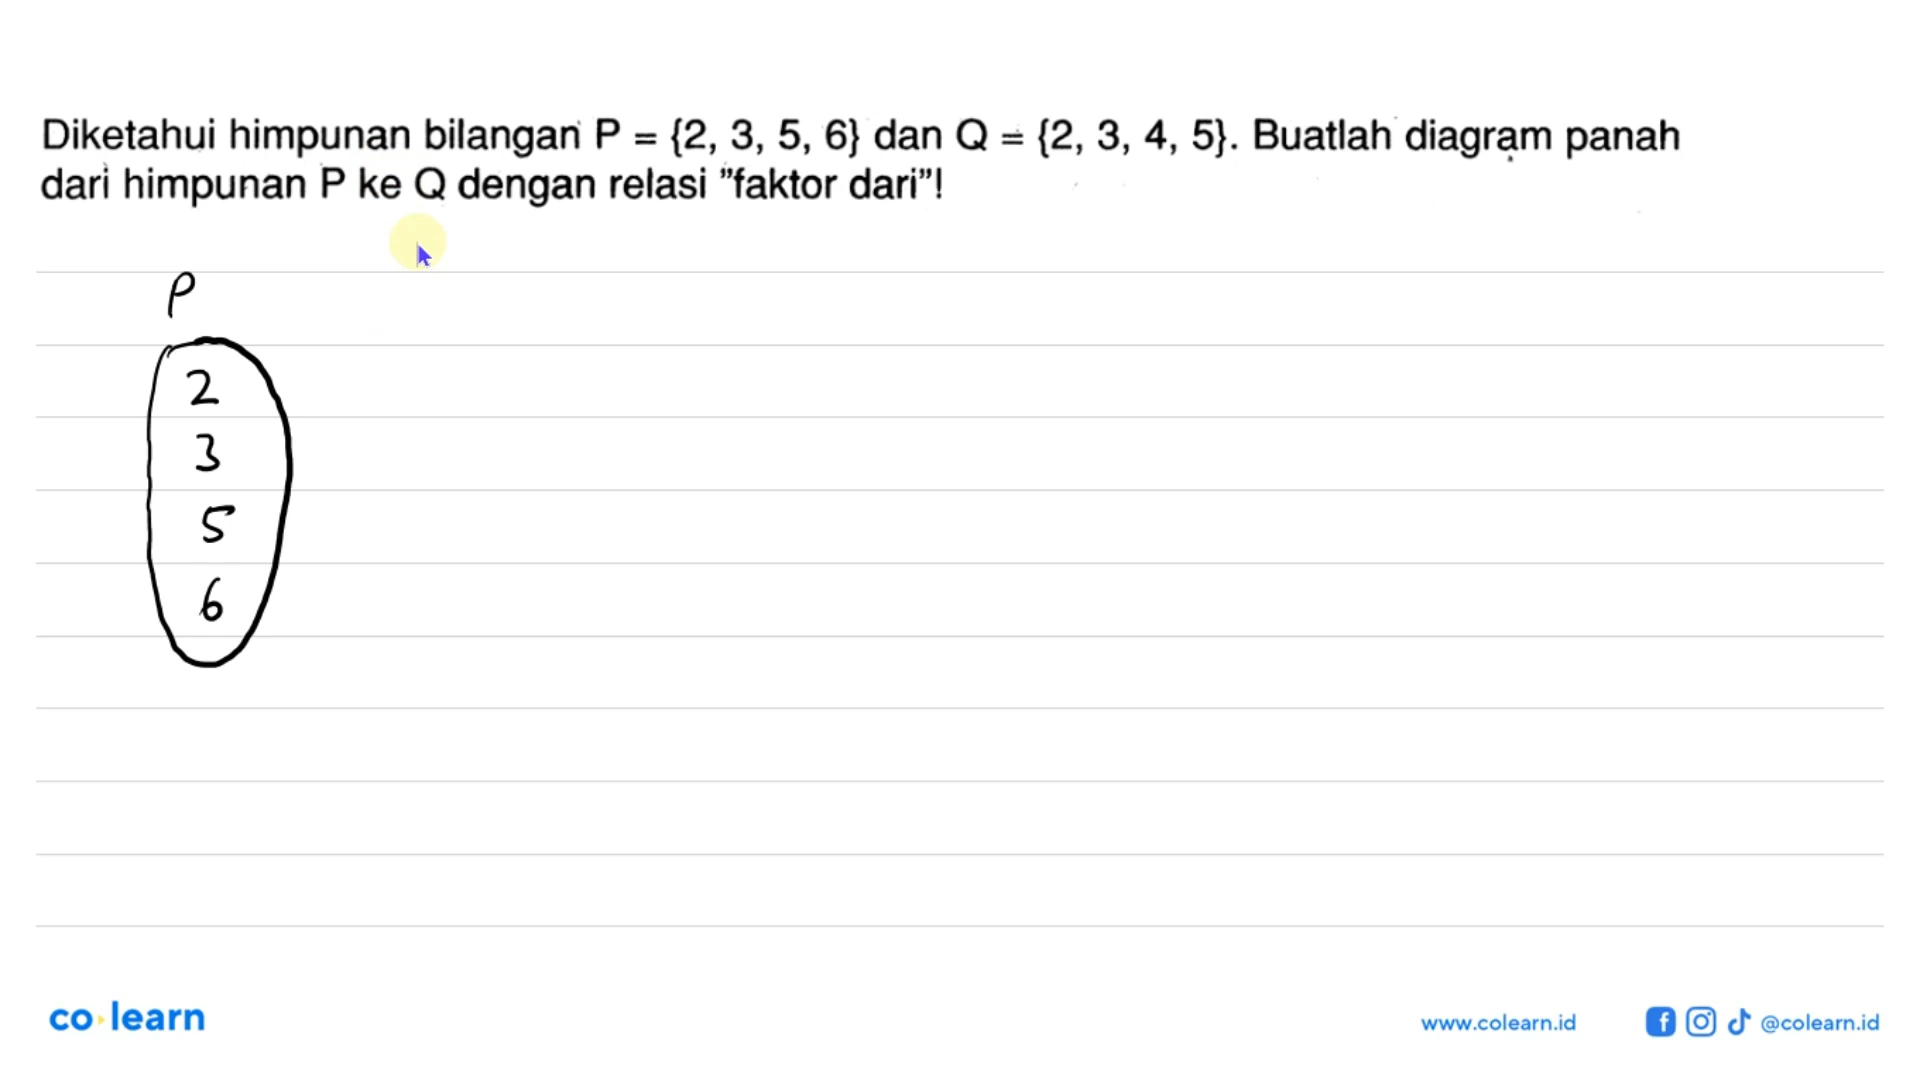 Diketahui himpunan bilangan P = {2, 3, 5, 6} dan Q = {2, 3, 4, 5}. Buatlah diagram panah
dari himpunan P ke Q dengan relasi "faktor dari"!
P
2
3
5
6
co learn
www.colearn.id
@colearn.id